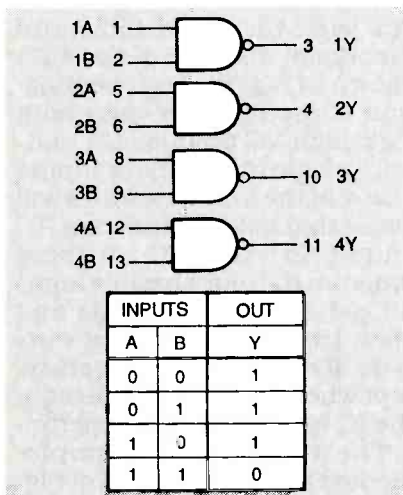 1A 1
1B 2
3 1Y
2A 5
2B 6
4 2Y
3A 8
3B 9
10 3Y
4A 12
4B 13
11 4Y
INPUTS OUT
A B Y
0 0 1
0 1 1
1 0 1
1 1 0